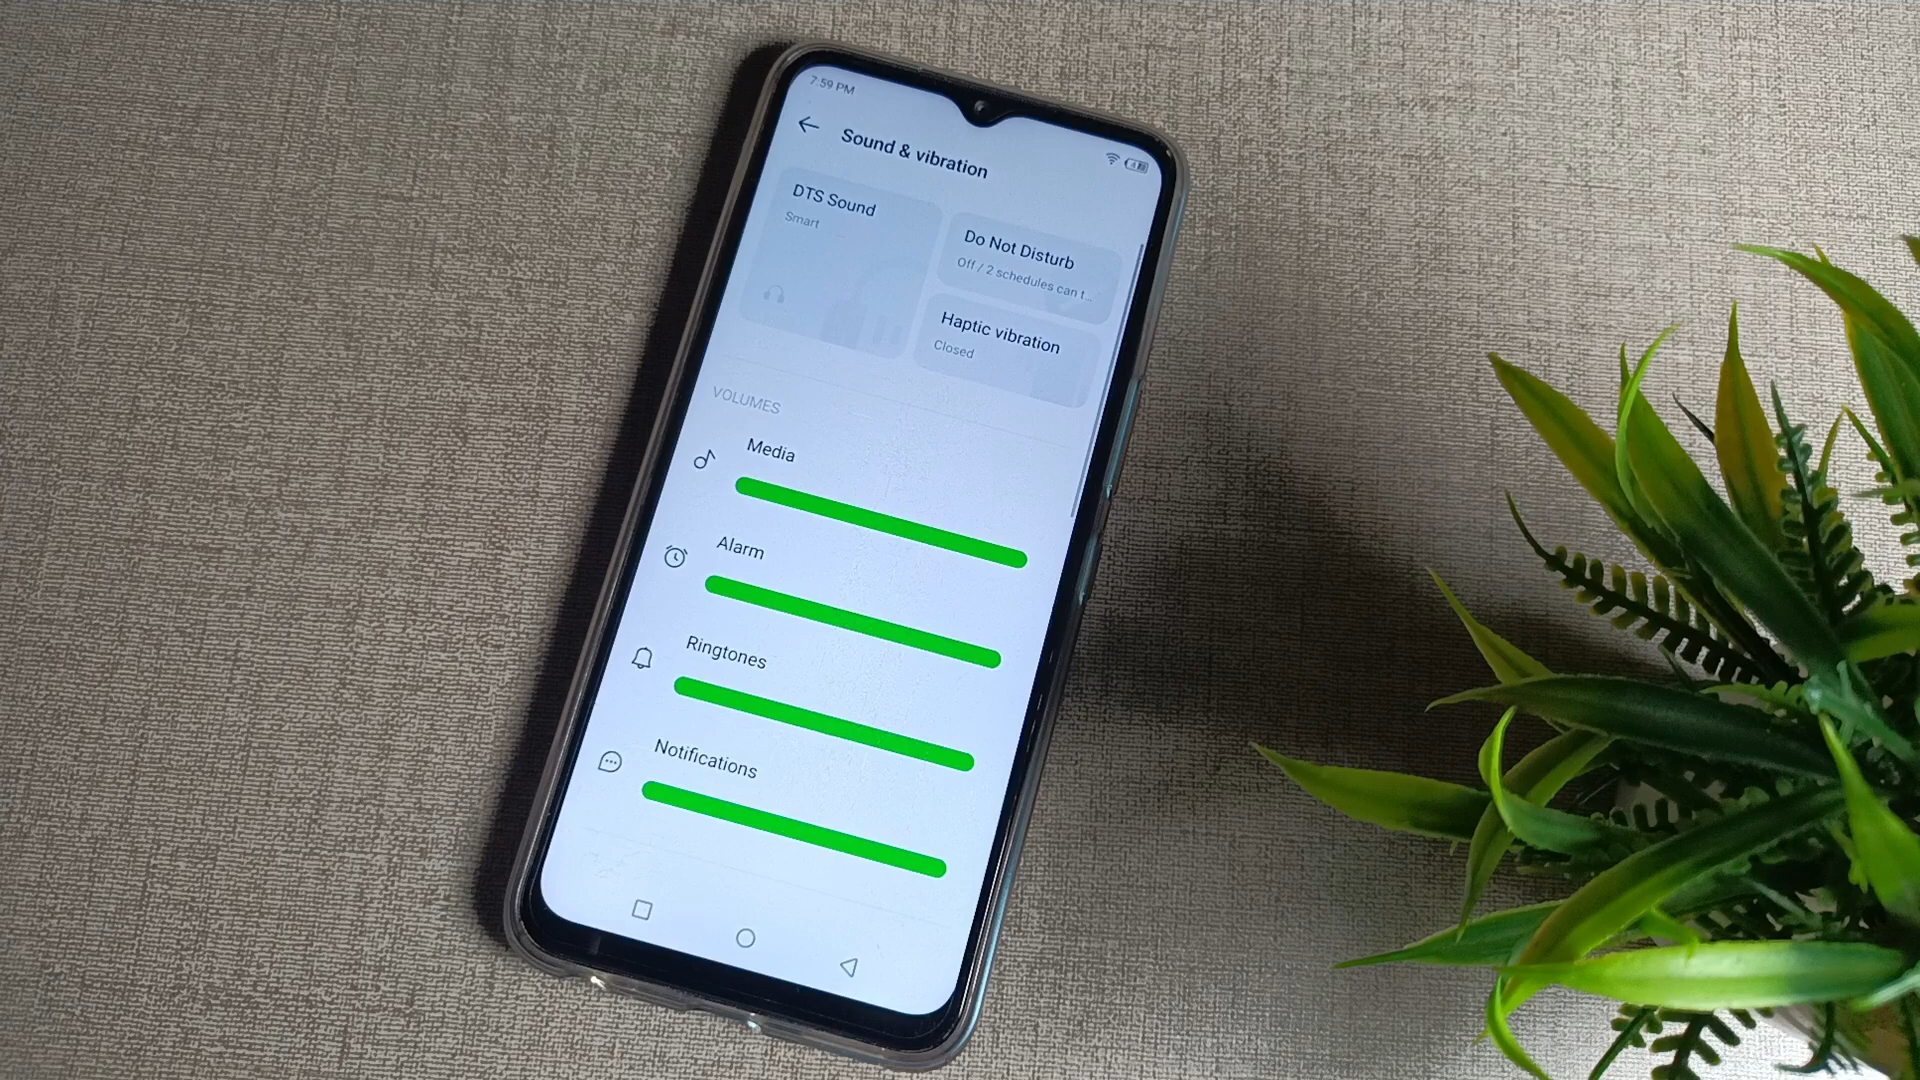 7:59 PM
Sound & vibration
DTS Sound
Smart
Do Not Disturb
Off / 2 schedules can t...
Haptic vibration
Closed
VOLUMES
Media
Alarm
Ringtones
Notifications